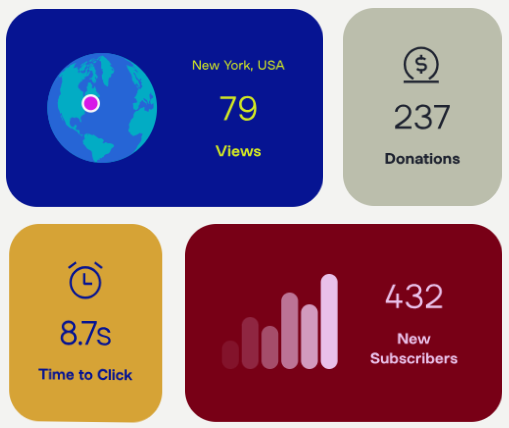 New York, USA
79
Views
$
237
Donations
8.7s
Time to Click
432
New
Subscribers